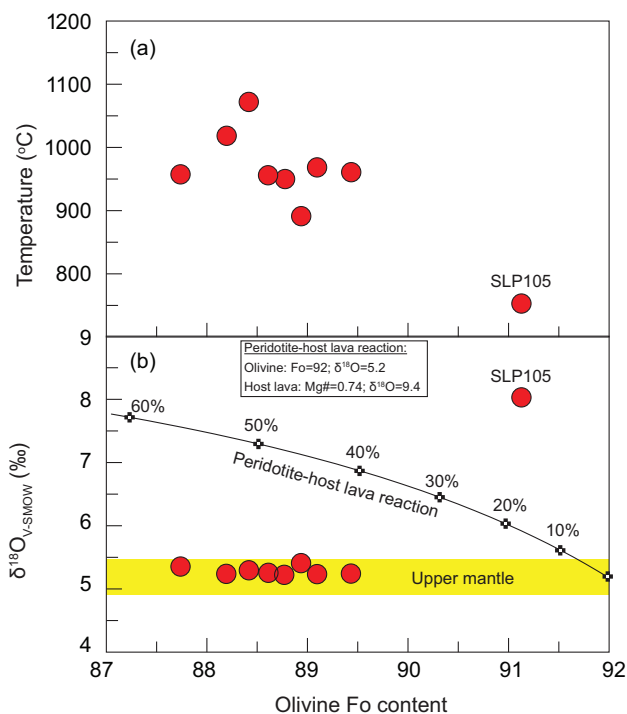 1200
(a)
1100
1000
900
800
Temperature (°C)
SLP105
9
(b)
Peridotite-host lava reaction:
Olivine: Fo=92; δ¹⁸O=5.2
Host lava: Mg#=0.74; δ¹⁸O=9.4
SLP105
8
60%
50%
40%
30%
20%
10%
Peridotite-host lava reaction
7
6
5
4
Upper mantle
δ¹⁸O V-SMOW (‰)
87 88 89 90 91 92
Olivine Fo content